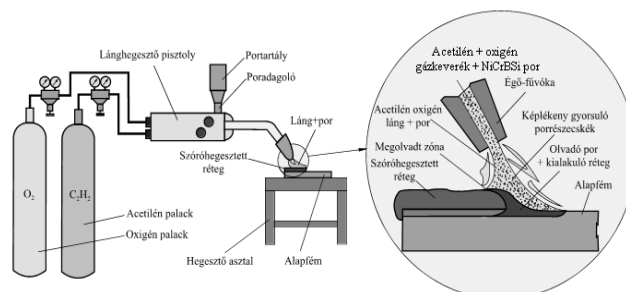 Lánghegesztő pisztoly
Portartály
Poradagoló
Láng+por
Szóróhegesztett
réteg
O₂
C₂H₂
Acetilén palack
Oxigén palack
Hegesztő asztal
Alapfém
Acetilén + oxigén
gázkeverék + NiCrBSi por
Égő-fúvóka
Acetilén oxigén
láng + por
Képlékeny gyorsuló
porrészecskék
Megolvadt zóna
Olvadó por
+ kialakuló réteg
Szóróhegesztett
réteg
Alapfém